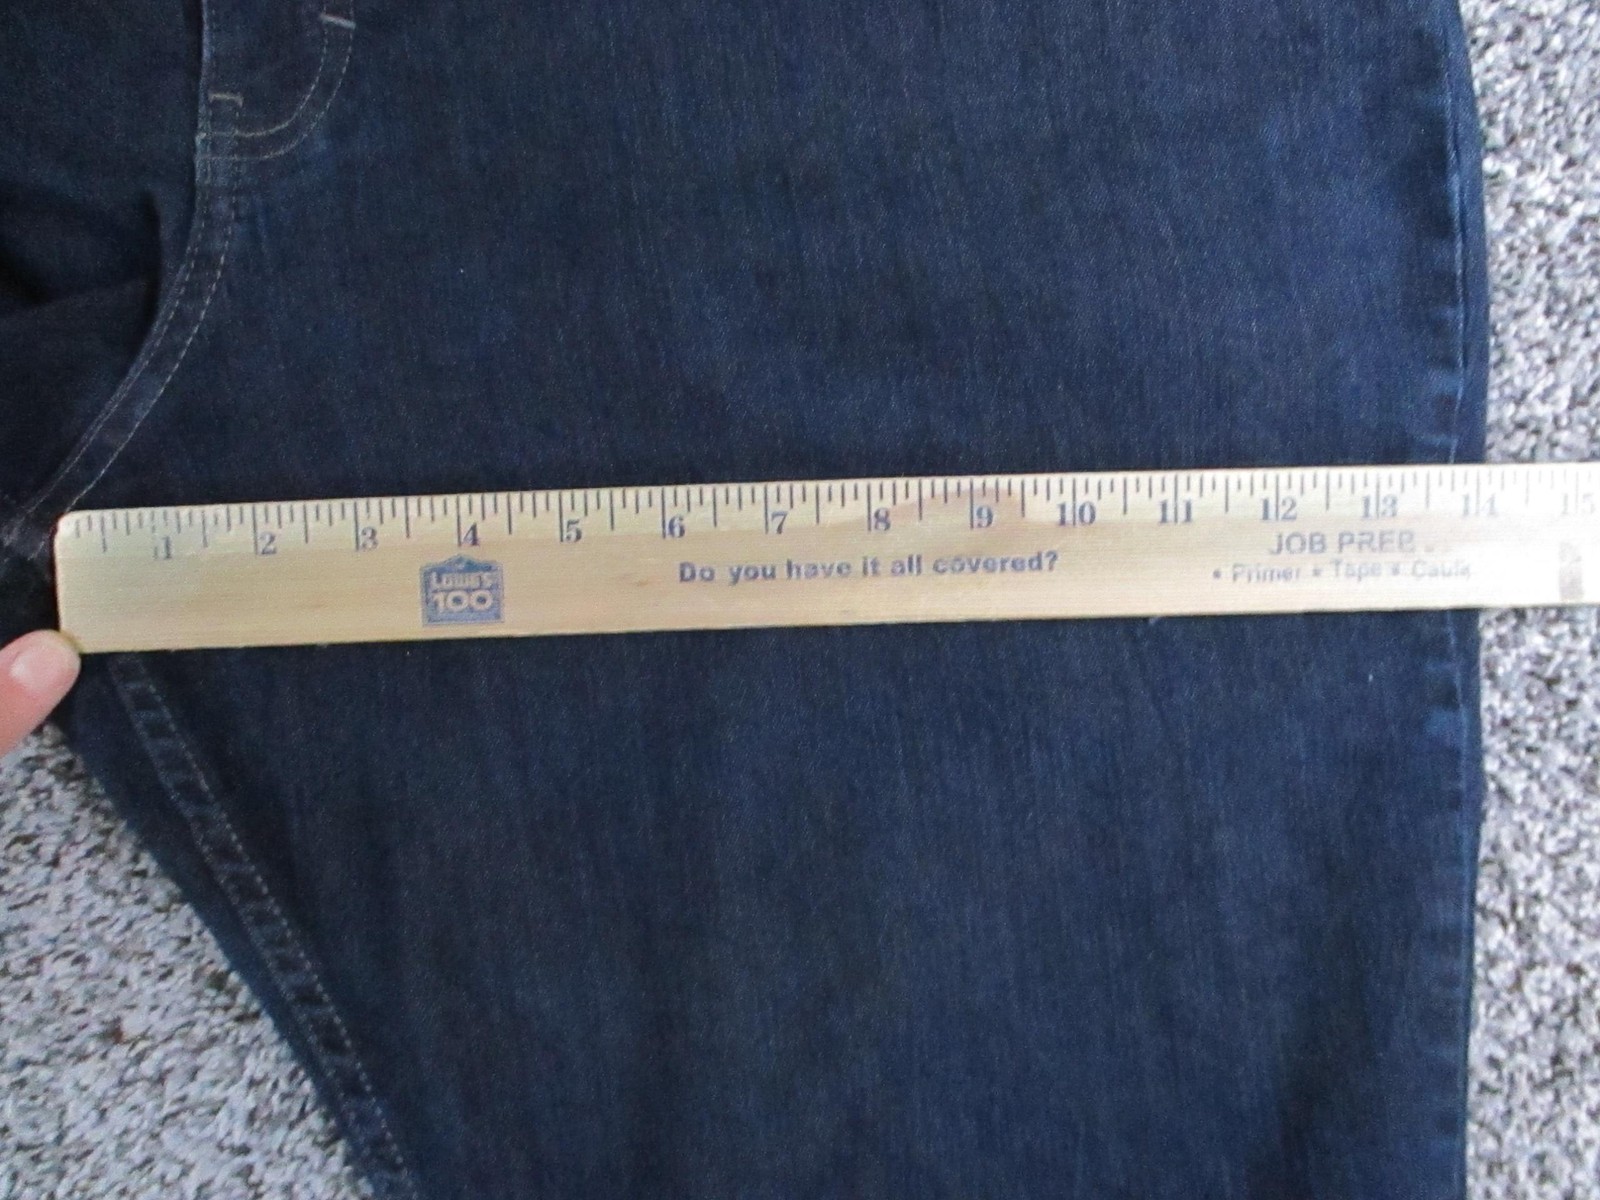 1 2 3 4 5 6 7 8 9 10 11 12 13 14 15
LOWE'S
100
Do you have it all covered?
JOB PREP
• Primer • Tape • Caulk